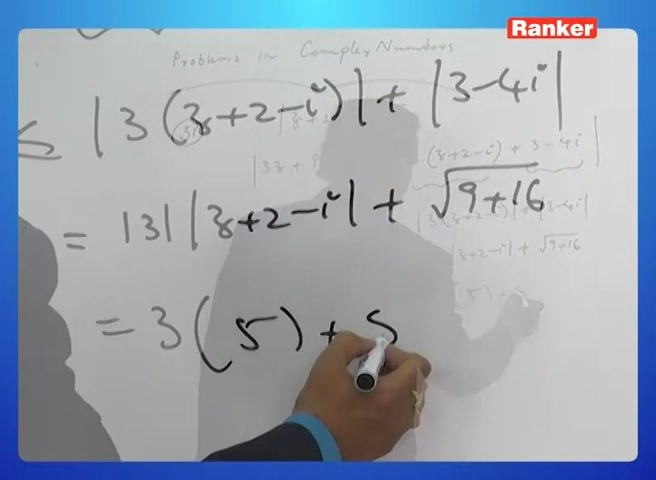 Ranker
Problems in Complex Numbers
≤ |3(z+2-i)| + |3-4i|
(z+2-i) + 3-4i|
= |3||z+2-i| + √9+16
|z+2-i| + √9+16
= 3(5) + 5